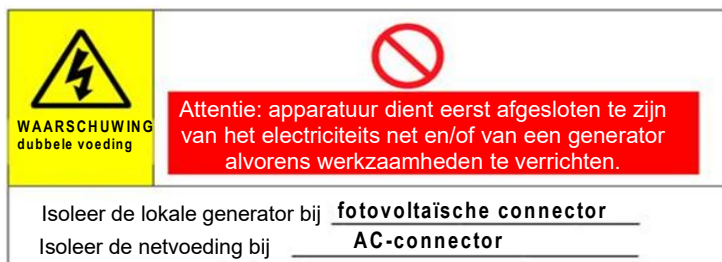 WAARSCHUWING
dubbele voeding
Attentie: apparatuur dient eerst afgesloten te zijn
van het electriciteits net en/of van een generator
alvorens werkzaamheden te verrichten.
Isoleer de lokale generator bij fotovoltaïsche connector
Isoleer de netvoeding bij AC-connector